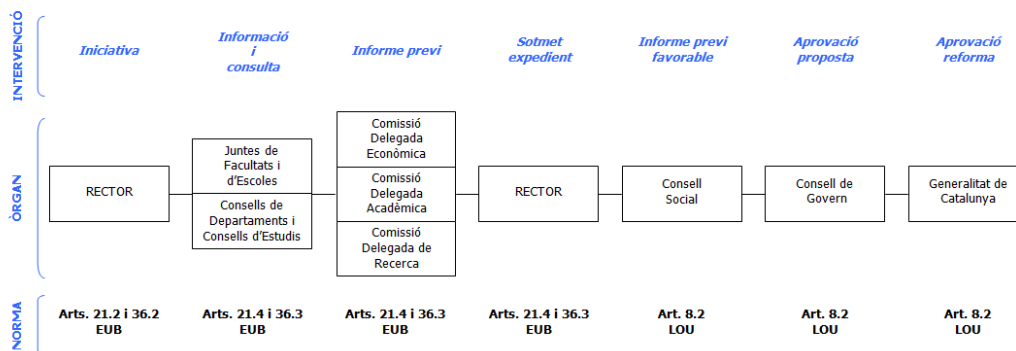 INTERVENCIÓ
Iniciativa
Informació
i
consulta
Informe previ
Sotmet
expedient
Informe previ
favorable
Aprovació
proposta
Aprovació
reforma
ÒRGAN
RECTOR
Juntes de
Facultats i
d'Escoles
Consells de
Departaments i
Consells d'Estudis
Comissió
Delegada
Econòmica
Comissió
Delegada
Acadèmica
Comissió
Delegada de
Recerca
RECTOR
Consell
Social
Consell de
Govern
Generalitat de
Catalunya
NORMA
Arts. 21.2 i 36.2
EUB
Arts. 21.4 i 36.3
EUB
Arts. 21.4 i 36.3
EUB
Arts. 21.4 i 36.3
EUB
Art. 8.2
LOU
Art. 8.2
LOU
Art. 8.2
LOU